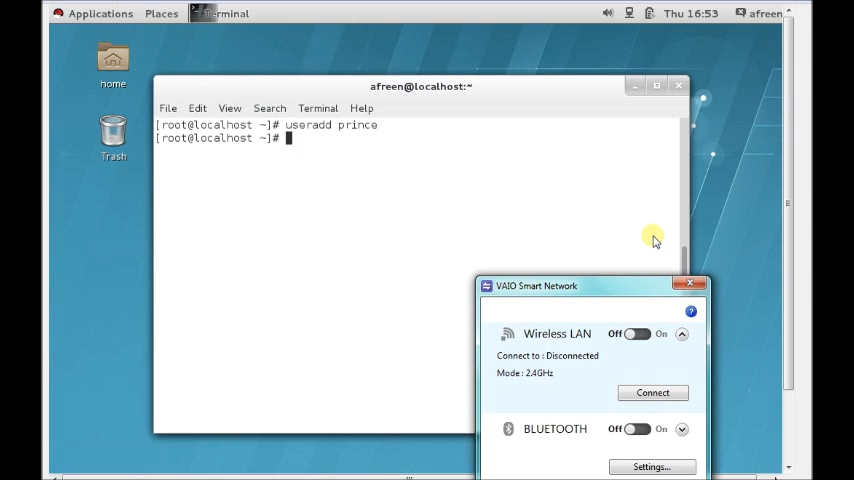 Applications Places Terminal Thu 16:53 afreen
home
Trash
afreen@localhost:~
File Edit View Search Terminal Help
[root@localhost ~]# useradd prince
[root@localhost ~]#
VAIO Smart Network
?
Wireless LAN Off On
Connect to : Disconnected
Mode : 2.4GHz
Connect
BLUETOOTH Off On
Settings...